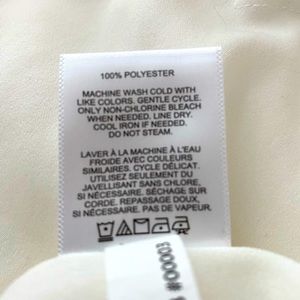 100% POLYESTER
MACHINE WASH COLD WITH
LIKE COLORS. GENTLE CYCLE.
ONLY NON-CHLORINE BLEACH
WHEN NEEDED. LINE DRY.
COOL IRON IF NEEDED.
DO NOT STEAM.
LAVER À LA MACHINE À L'EAU
FROIDE AVEC COULEURS
SIMILAIRES. CYCLE DÉLICAT.
UTILISEZ SEULEMENT DU
JAVELLISANT SANS CHLORE,
SI NÉCESSAIRE. SÉCHAGE SUR
CORDE. REPASSAGE DOUX,
SI NÉCESSAIRE. PAS DE VAPEUR.
#00003